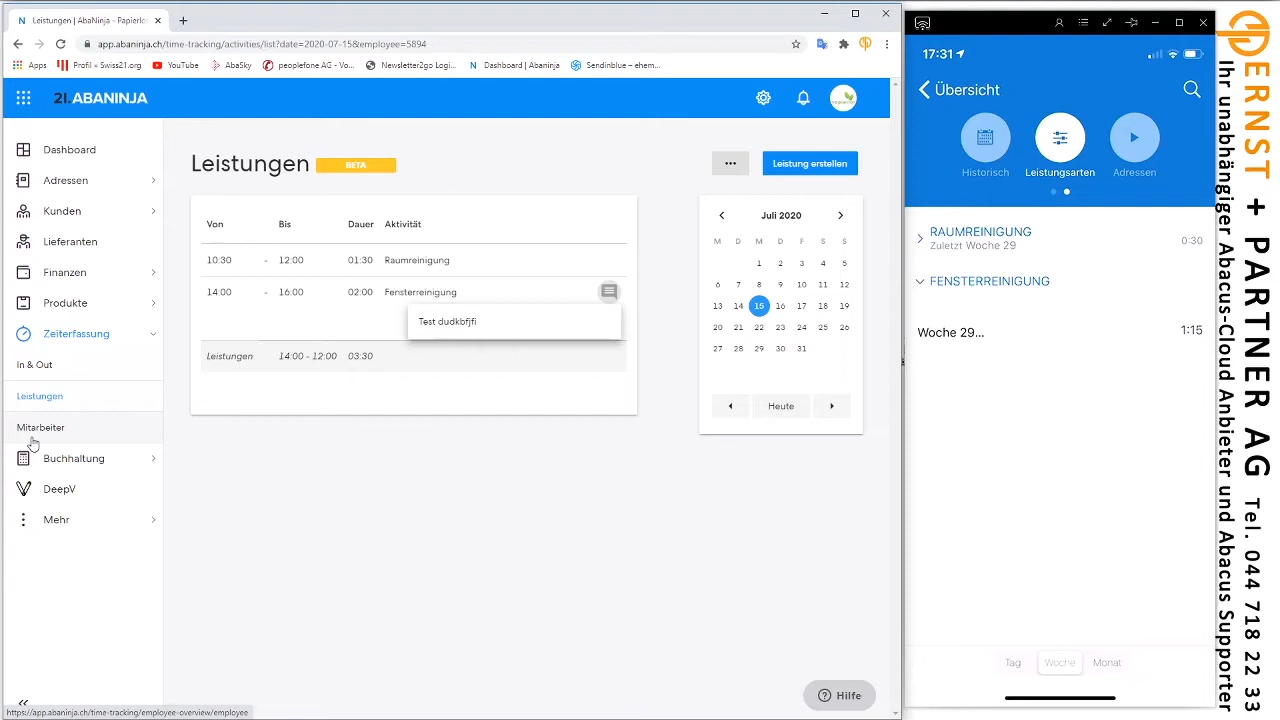 Leistungen | AbaNinja - Papierlos
app.abaninja.ch/time-tracking/activities/list?date=2020-07-15&employee=5894
Apps
Profil « Swiss21.org
YouTube
AbaSky
peoplefone AG - Vo...
Newsletter2go Logi...
Dashboard | Abaninja
Sendinblue – ehem...
21.ABANINJA
Dashboard
Adressen
Kunden
Lieferanten
Finanzen
Produkte
Zeiterfassung
In & Out
Leistungen
Mitarbeiter
Buchhaltung
DeepV
Mehr
https://app.abaninja.ch/time-tracking/employee-overview/employee
Leistungen BETA
Leistung erstellen
Von Bis Dauer Aktivität
10:30 - 12:00 01:30 Raumreinigung
14:00 - 16:00 02:00 Fensterreinigung
Test dudkbfjfi
Leistungen 14:00 - 12:00 03:30
Juli 2020
M D M D F S S
1 2 3 4 5
6 7 8 9 10 11 12
13 14 15 16 17 18 19
20 21 22 23 24 25 26
27 28 29 30 31
Heute
Hilfe
17:31
Übersicht
Historisch Leistungsarten Adressen
RAUMREINIGUNG
Zuletzt Woche 29 0:30
FENSTERREINIGUNG
Woche 29... 1:15
Tag Woche Monat
ERNST + PARTNER AG Tel. 044 718 22 33
Ihr unabhängiger Abacus-Cloud Anbieter und Abacus Supporter